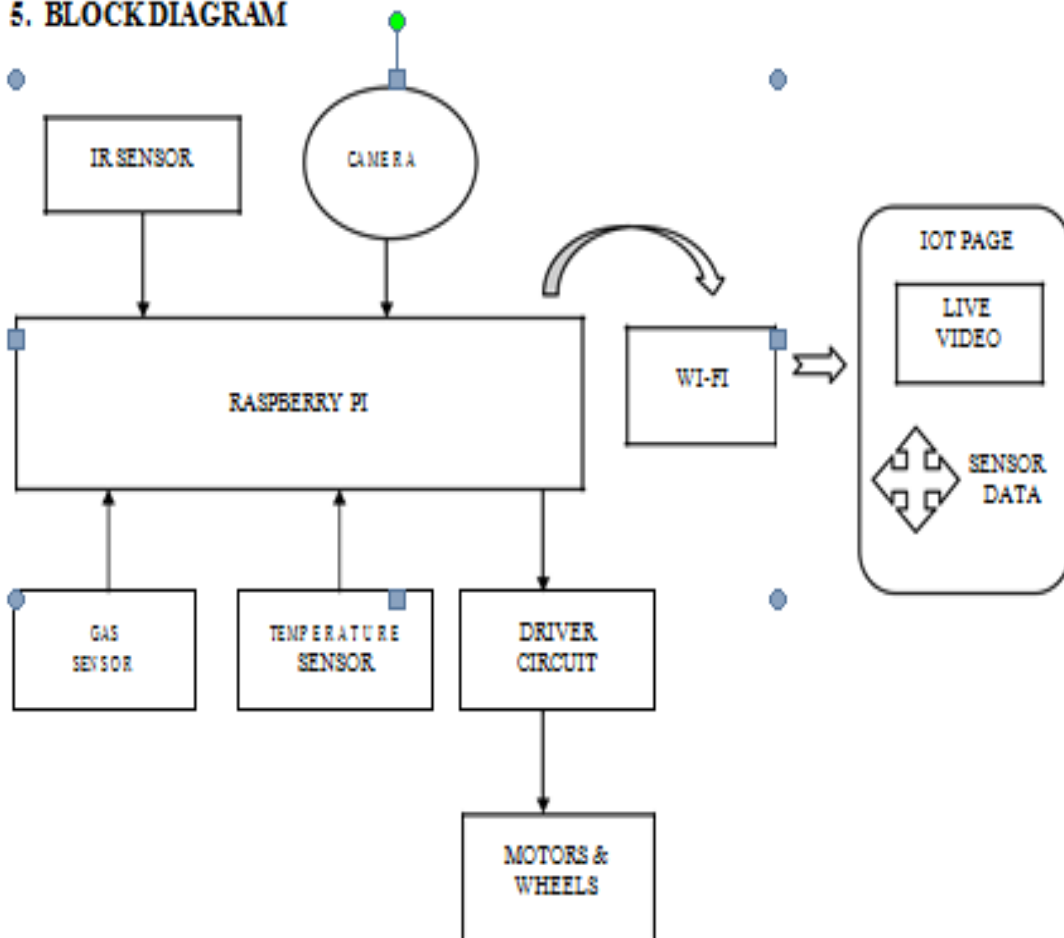 5. BLOCK DIAGRAM
IR SENSOR
CAMERA
IOT PAGE
LIVE
VIDEO
WI-FI
RASPBERRY PI
SENSOR
DATA
GAS
SENSOR
TEMPERATURE
SENSOR
DRIVER
CIRCUIT
MOTORS &
WHEELS